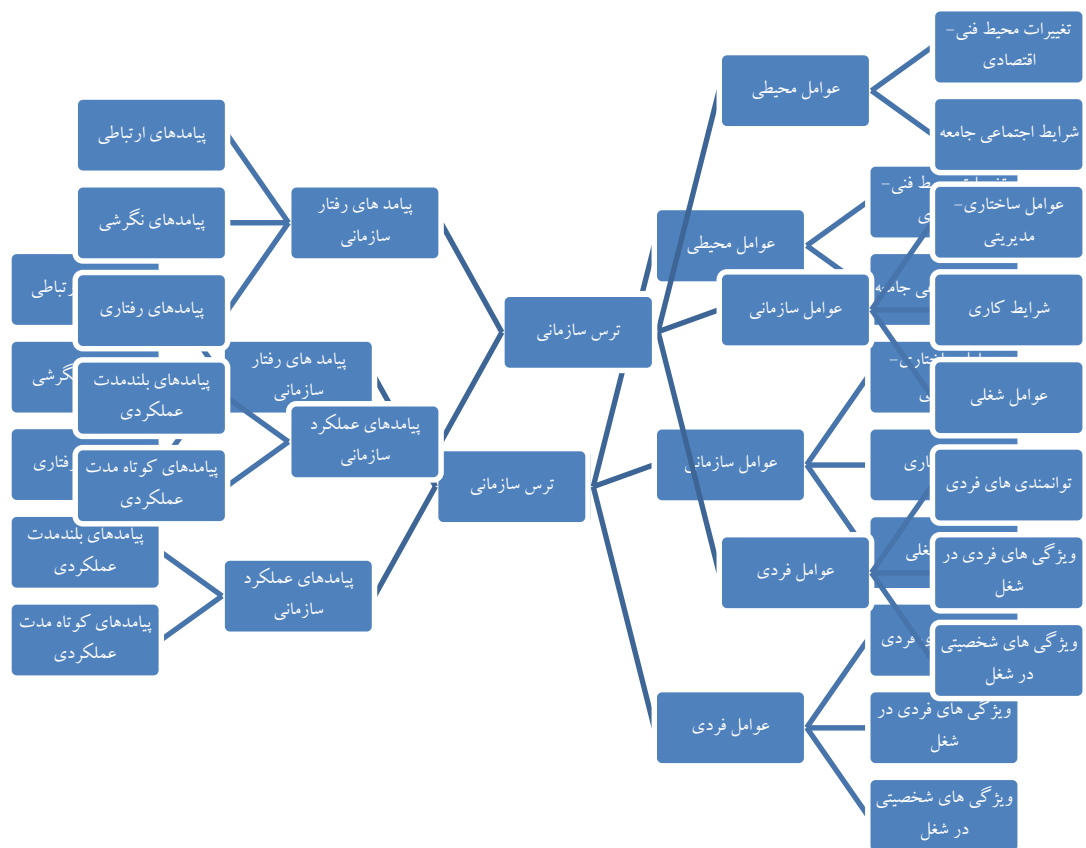 تغییرات محیط فنی–
اقتصادی
شرایط اجتماعی جامعه
عوامل محیطی
عوامل ساختاری–
مدیریتی
شرایط کاری
عوامل شغلی
عوامل سازمانی
توانمندی های فردی
ویژگی های فردی در
شغل
ویژگی های شخصیتی
در شغل
عوامل فردی
ترس سازمانی
پیامد های رفتار
سازمانی
پیامدهای ارتباطی
پیامدهای نگرشی
پیامدهای رفتاری
پیامدهای عملکرد
سازمانی
پیامدهای بلندمدت
عملکردی
پیامدهای کوتاه مدت
عملکردی
فنی–
جامعه
عوامل محیطی
عوامل سازمانی
فردی
ویژگی های فردی در
شغل
ویژگی های شخصیتی
در شغل
عوامل فردی
ترس سازمانی
پیامد های رفتار
سازمانی
پیامدهای عملکرد
سازمانی
پیامدهای بلندمدت
عملکردی
پیامدهای کوتاه مدت
عملکردی